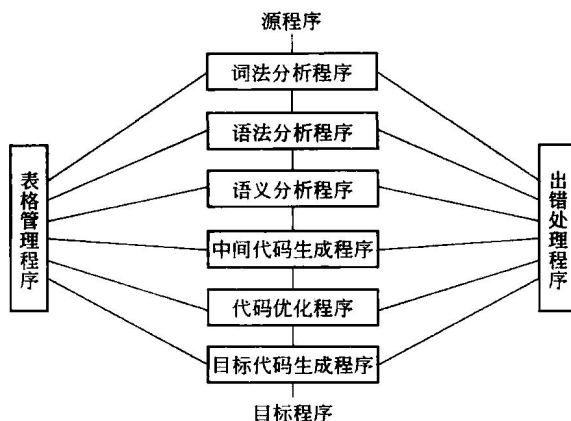 源程序
词法分析程序
语法分析程序
语义分析程序
中间代码生成程序
代码优化程序
目标代码生成程序
目标程序
表格管理程序
出错处理程序